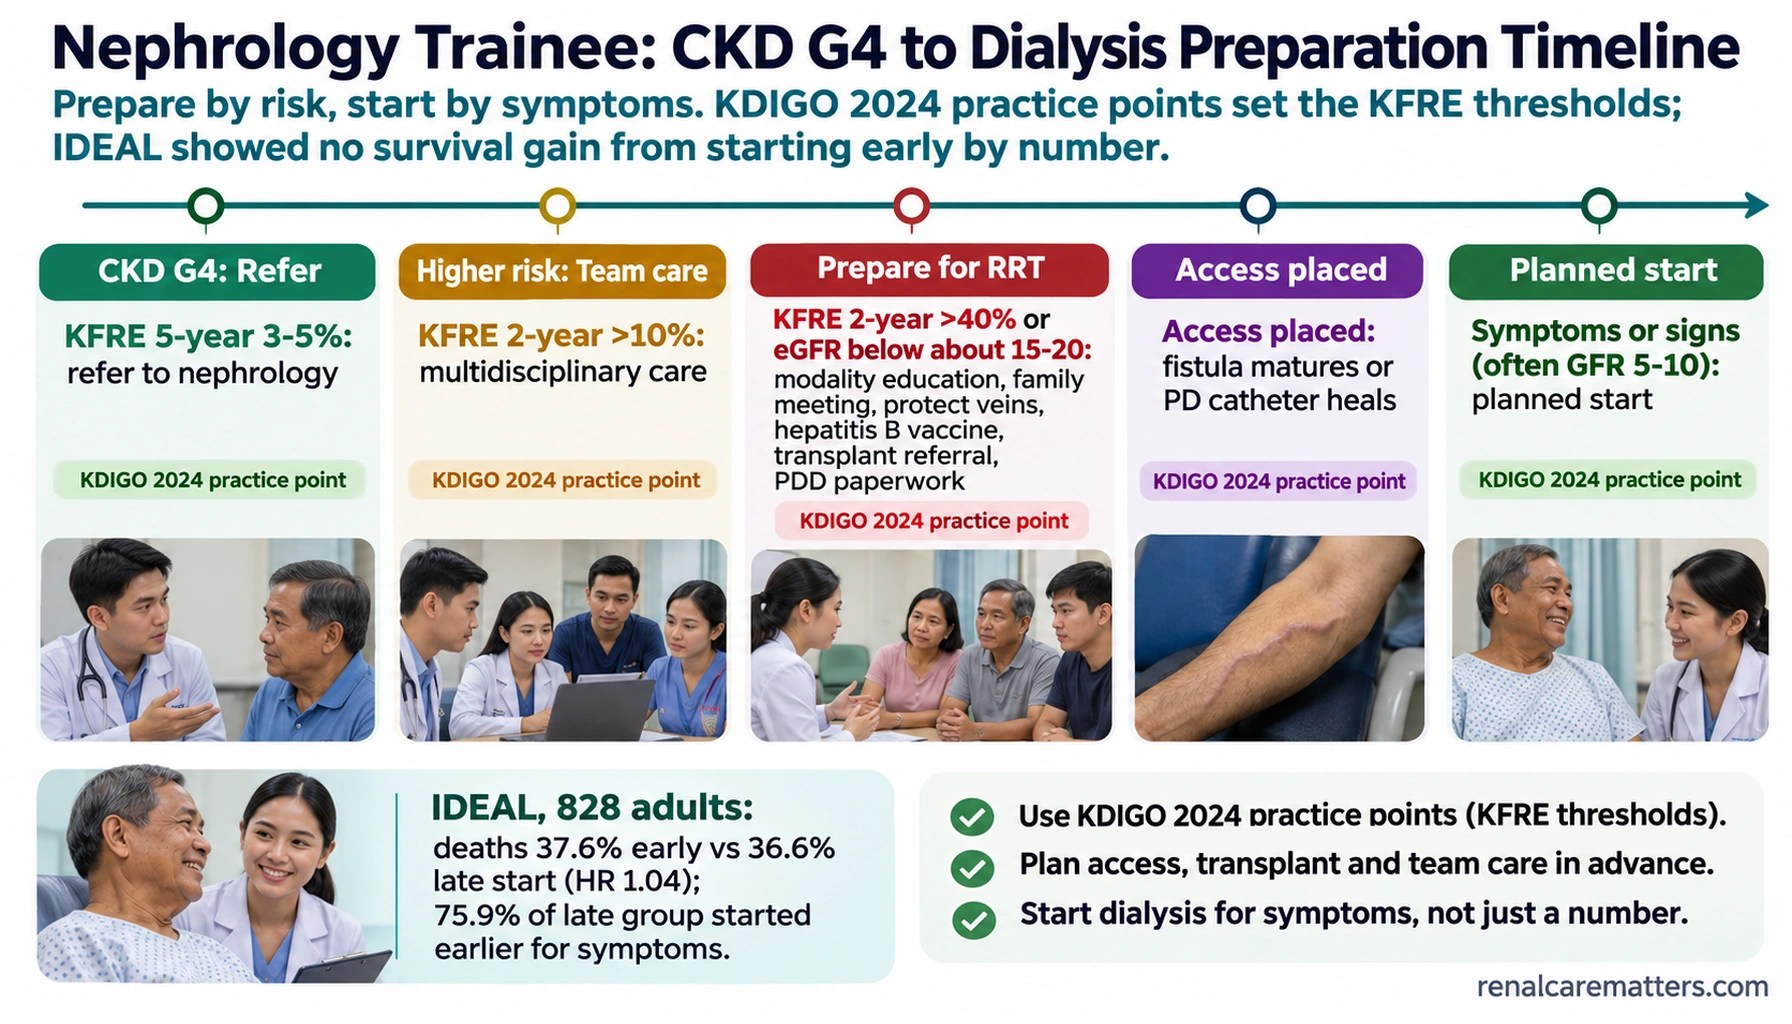 Nephrology Trainee: CKD G4 to Dialysis Preparation Timeline
Prepare by risk, start by symptoms. KDIGO 2024 practice points set the KFRE thresholds;
IDEAL showed no survival gain from starting early by number.
CKD G4: Refer
KFRE 5-year 3-5%:
refer to nephrology
KDIGO 2024 practice point
Higher risk: Team care
KFRE 2-year >10%:
multidisciplinary care
KDIGO 2024 practice point
Prepare for RRT
KFRE 2-year >40% or
eGFR below about 15-20:
modality education, family
meeting, protect veins,
hepatitis B vaccine,
transplant referral,
PDD paperwork
KDIGO 2024 practice point
Access placed
Access placed:
fistula matures or
PD catheter heals
KDIGO 2024 practice point
Planned start
Symptoms or signs
(often GFR 5-10):
planned start
KDIGO 2024 practice point
IDEAL, 828 adults:
deaths 37.6% early vs 36.6%
late start (HR 1.04);
75.9% of late group started
earlier for symptoms.
Use KDIGO 2024 practice points (KFRE thresholds).
Plan access, transplant and team care in advance.
Start dialysis for symptoms, not just a number.
renalcarematters.com